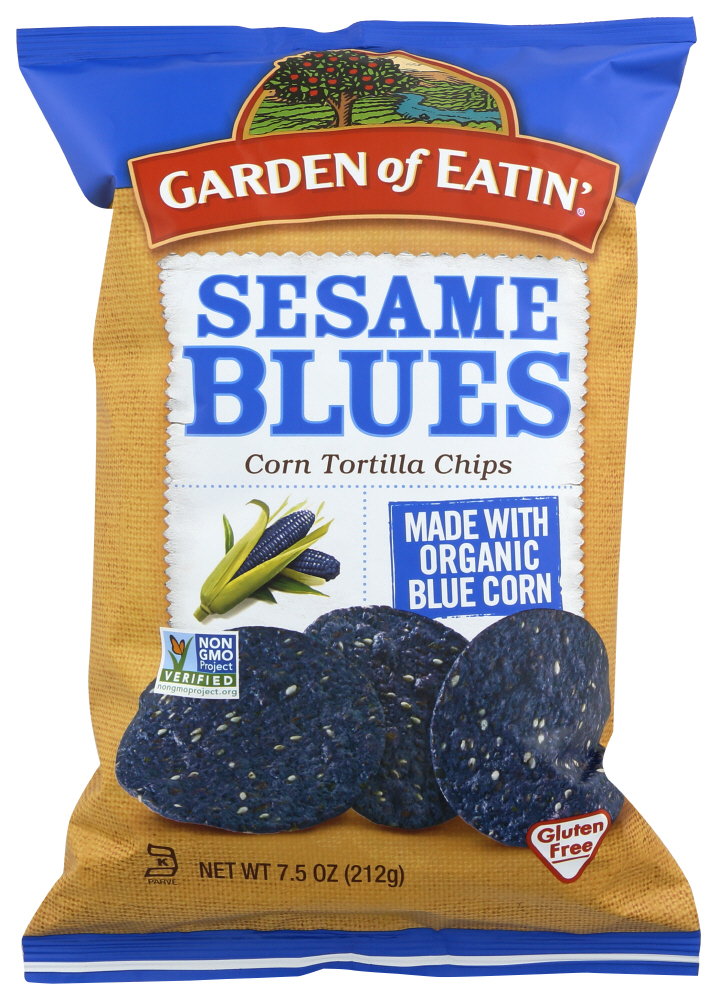 GARDEN of EATIN'®
SESAME
BLUES
Corn Tortilla Chips
MADE WITH
ORGANIC
BLUE CORN
NON
GMO
Project
VERIFIED
nongmoproject.org
Gluten
Free
K
PARVE
NET WT 7.5 OZ (212g)